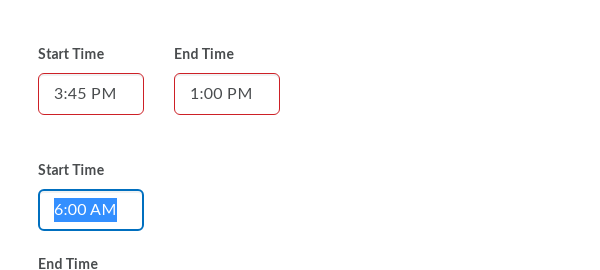 Start Time End Time
3:45 PM 1:00 PM
Start Time
6:00 AM
End Time